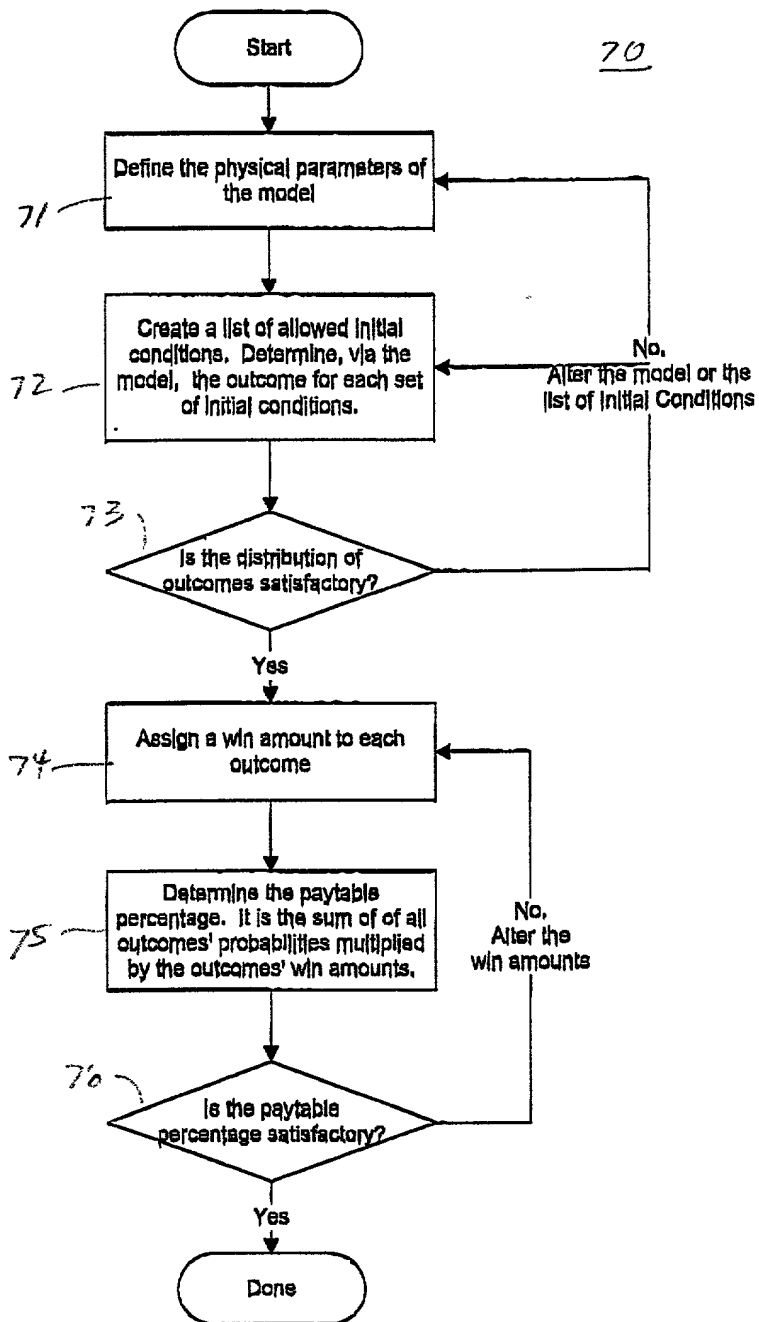 Start
70
Define the physical parameters of
the model
71
Create a list of allowed initial
conditions. Determine, via the
model, the outcome for each set
of initial conditions.
72
No.
Alter the model or the
list of Initial Conditions
73
Is the distribution of
outcomes satisfactory?
Yes
Assign a win amount to each
outcome
74
Determine the paytable
percentage. It is the sum of of all
outcomes' probabilities multiplied
by the outcomes' win amounts.
75
No.
Alter the
win amounts
76
Is the paytable
percentage satisfactory?
Yes
Done